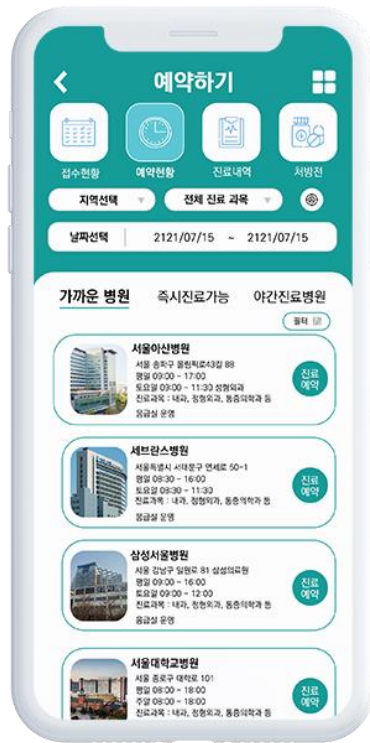 예약하기
접수현황 예약현황 진료내역 처방전
지역선택 전체 진료 과목
날짜선택 2121/07/15 ~ 2121/07/15
가까운 병원 즉시진료가능 야간진료병원
필터
서울아산병원
서울 송파구 올림픽로43길 88
평일 09:00 - 17:00
토요일 09:00 - 11:30 성형외과
진료과목 : 내과, 정형외과, 통증의학과 등
응급실 운영
진료
예약
세브란스병원
서울특별시 서대문구 연세로 50-1
평일 08:30 - 16:00
토요일 08:30 - 11:30
진료과목 : 내과, 정형외과, 통증의학과 등
응급실 운영
진료
예약
삼성서울병원
서울 강남구 일원로 81 삼성의료원
평일 09:00 - 16:00
토요일 09:00 - 12:00
진료과목 : 내과, 정형외과, 통증의학과 등
응급실 운영
진료
예약
서울대학교병원
서울 종로구 대학로 101
평일 08:00 - 18:00
주말 08:00 - 18:00
진료과목 : 내과, 정형외과, 통증의학과 등
진료
예약